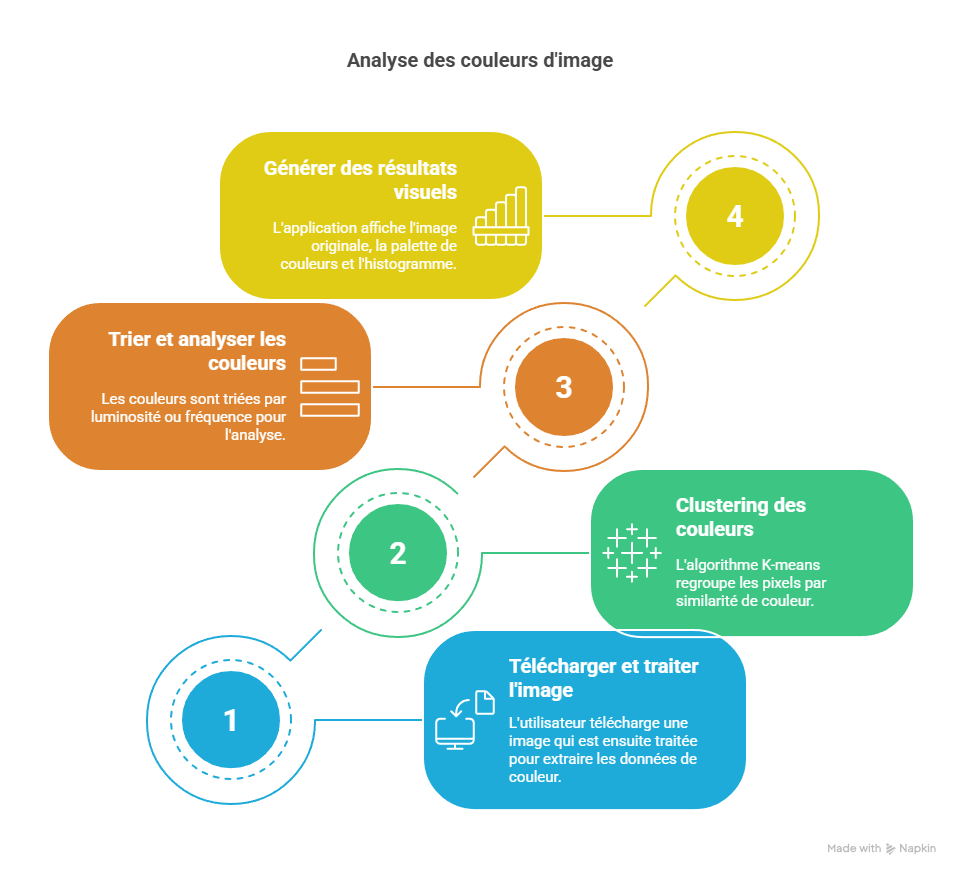 Analyse des couleurs d'image
Générer des résultats
visuels
L'application affiche l'image
originale, la palette de
couleurs et l'histogramme.
4
Trier et analyser les
couleurs
Les couleurs sont triées par
luminosité ou fréquence pour
l'analyse.
3
2
Clustering des
couleurs
L'algorithme K-means
regroupe les pixels par
similarité de couleur.
1
Télécharger et traiter
l'image
L'utilisateur télécharge une
image qui est ensuite traitée
pour extraire les données de
couleur.
Made with Napkin